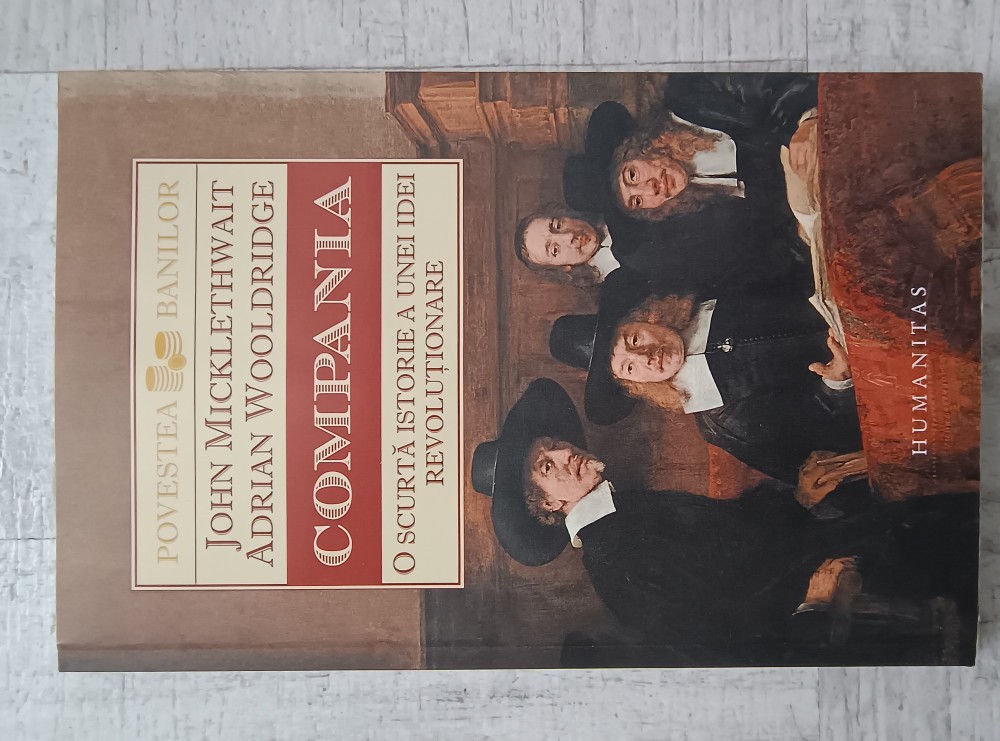 POVESTEA BANILOR
JOHN MICKLETHWAIT
ADRIAN WOOLDRIDGE
COMPANIA
O SCURTĂ ISTORIE A UNEI IDEI
REVOLUȚIONARE
HUMANITAS